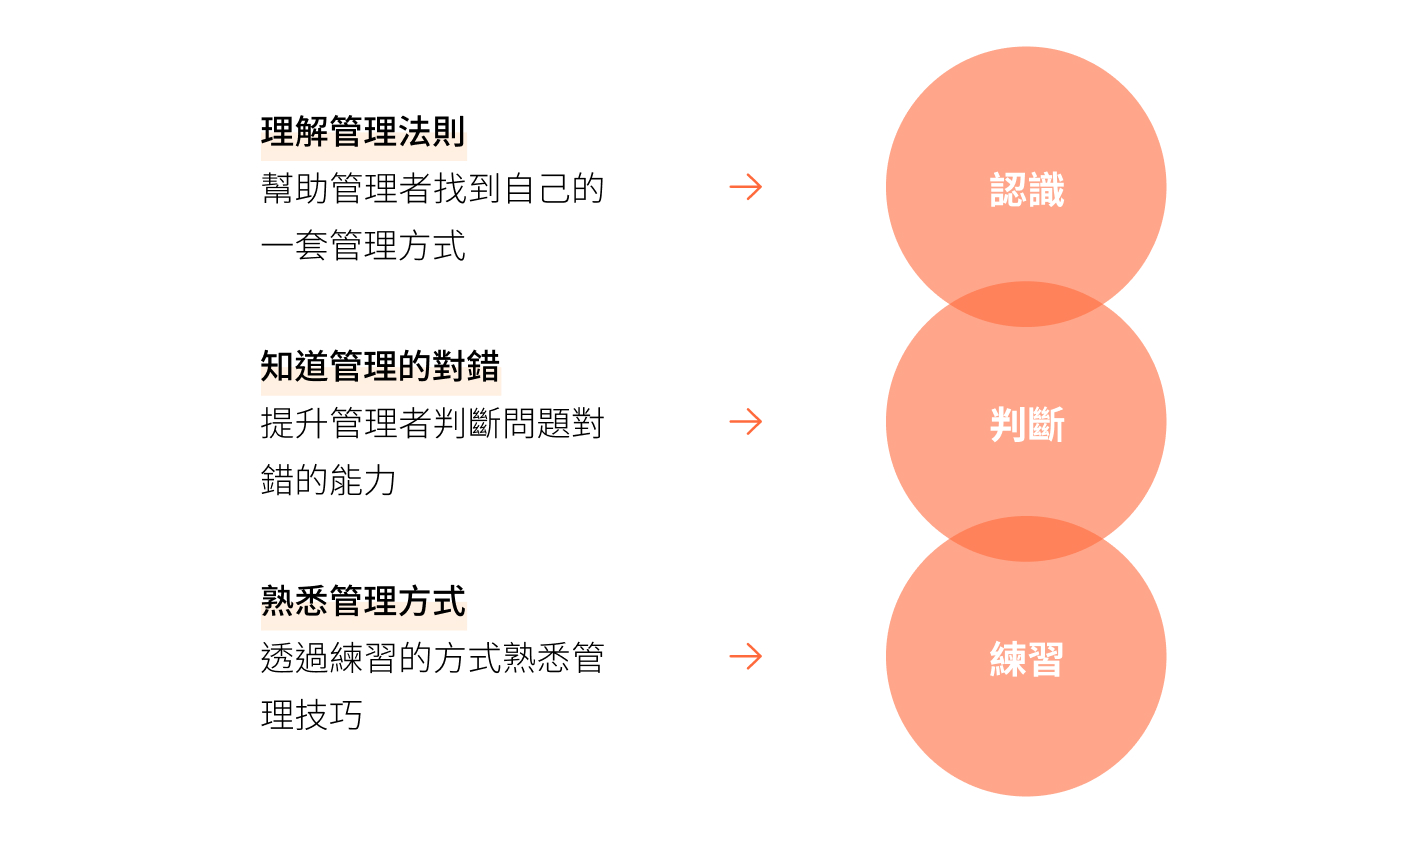 理解管理法則
幫助管理者找到自己的
一套管理方式
認識
知道管理的對錯
提升管理者判斷問題對
錯的能力
判斷
熟悉管理方式
透過練習的方式熟悉管
理技巧
練習